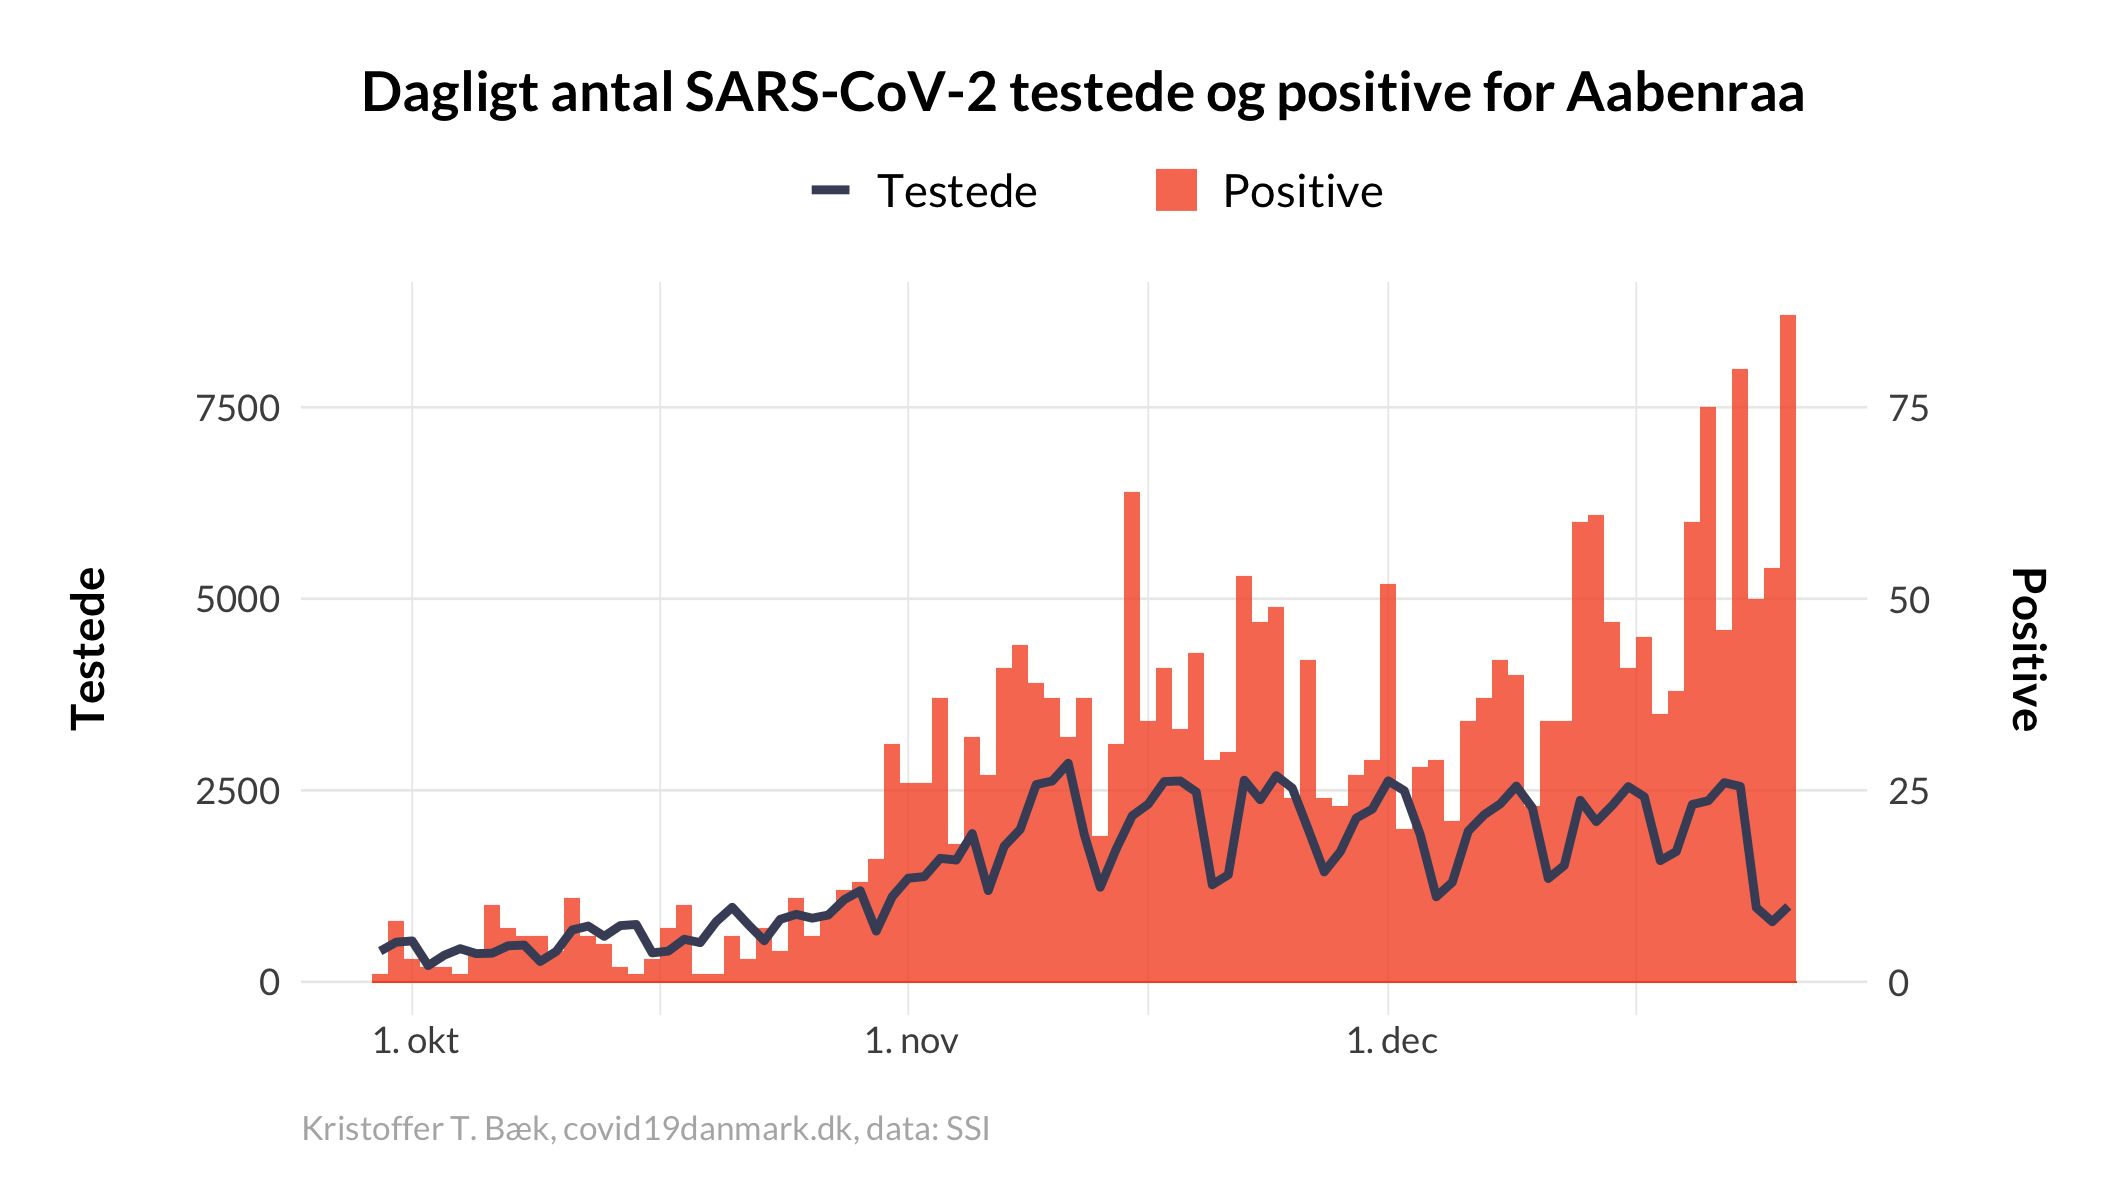 Dagligt antal SARS-CoV-2 testede og positive for Aabenraa
Testede
Positive
7500
5000
2500
0
Testede
75
50
25
0
Positive
1. okt
1. nov
1. dec
Kristoffer T. Bæk, covid19danmark.dk, data: SSI